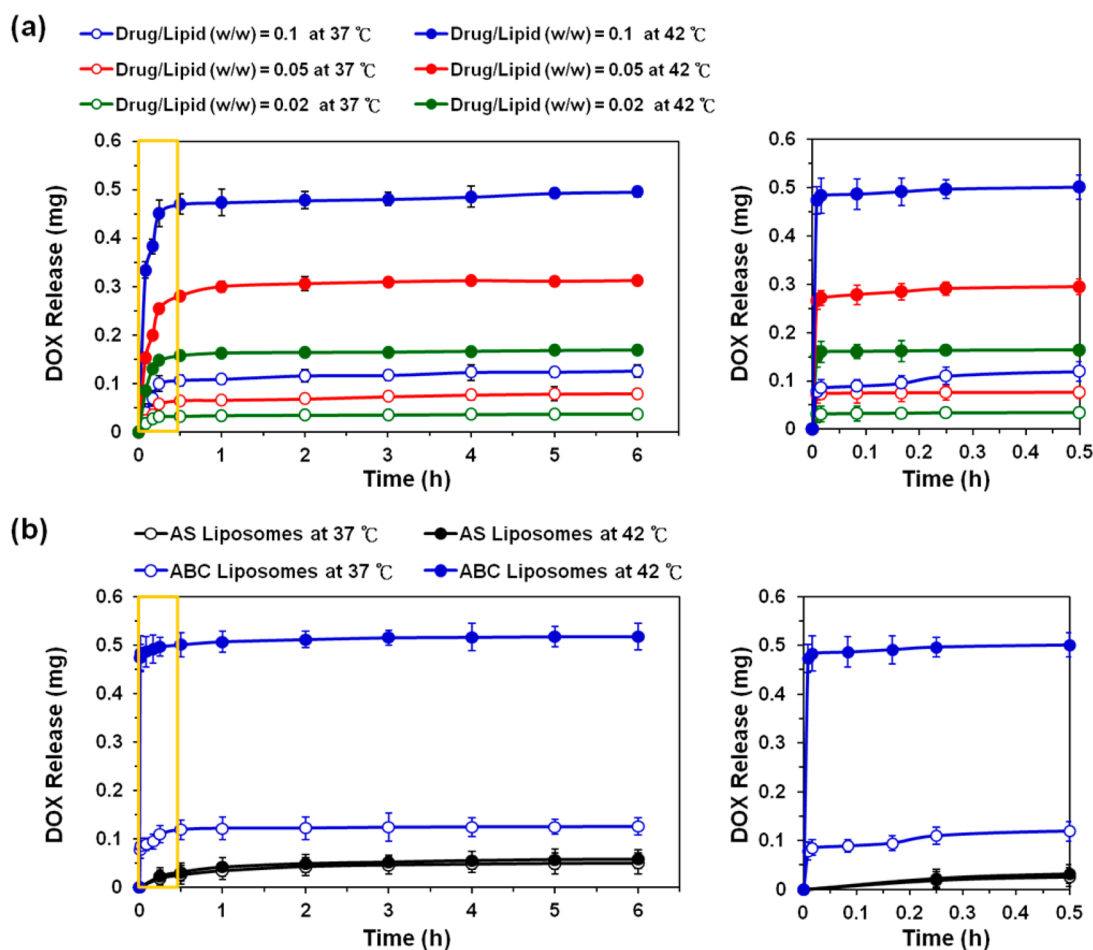 (a)
Drug/Lipid (w/w) = 0.1 at 37 ℃
Drug/Lipid (w/w) = 0.1 at 42 ℃
Drug/Lipid (w/w) = 0.05 at 37 ℃
Drug/Lipid (w/w) = 0.05 at 42 ℃
Drug/Lipid (w/w) = 0.02 at 37 ℃
Drug/Lipid (w/w) = 0.02 at 42 ℃
DOX Release (mg)
0.6
0.5
0.4
0.3
0.2
0.1
0
0 1 2 3 4 5 6
Time (h)
DOX Release (mg)
0.6
0.5
0.4
0.3
0.2
0.1
0
0 0.1 0.2 0.3 0.4 0.5
Time (h)
(b)
AS Liposomes at 37 ℃
AS Liposomes at 42 ℃
ABC Liposomes at 37 ℃
ABC Liposomes at 42 ℃
DOX Release (mg)
0.6
0.5
0.4
0.3
0.2
0.1
0
0 1 2 3 4 5 6
Time (h)
DOX Release (mg)
0.6
0.5
0.4
0.3
0.2
0.1
0
0 0.1 0.2 0.3 0.4 0.5
Time (h)